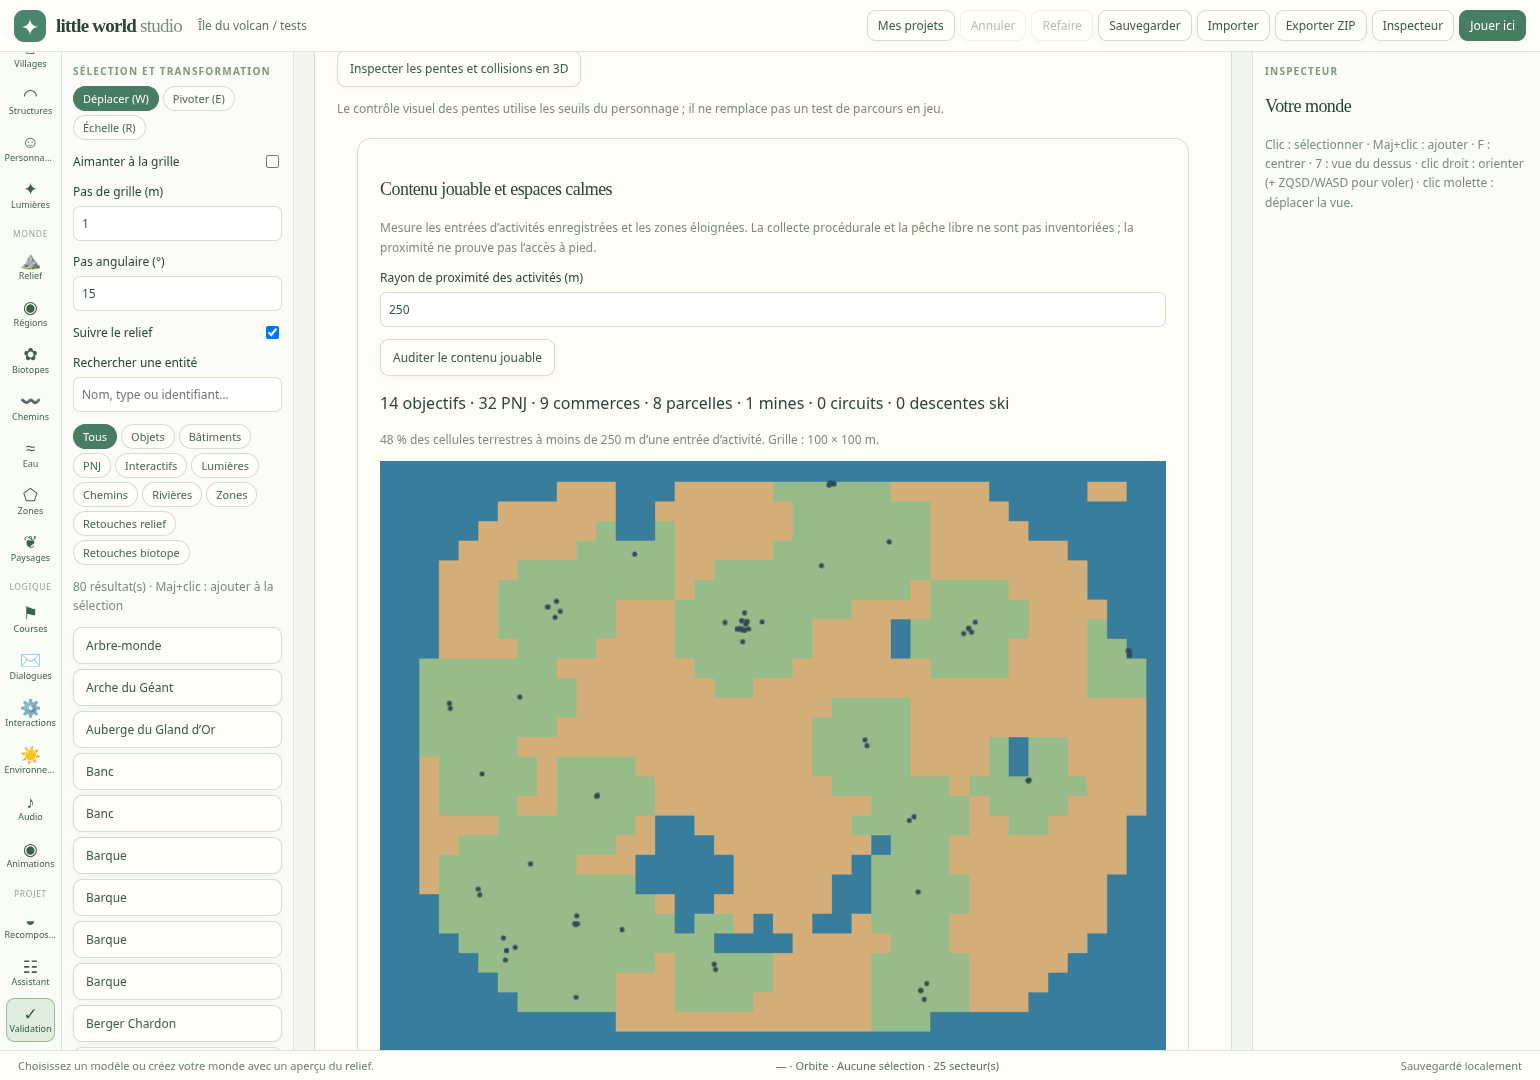 little world studio
Île du volcan / tests
Mes projets
Annuler
Refaire
Sauvegarder
Importer
Exporter ZIP
Inspecteur
Jouer ici
Villages
Structures
Personna...
Lumières
MONDE
Relief
Régions
Biotopes
Chemins
Eau
Zones
Paysages
LOGIQUE
Courses
Dialogues
Interactions
Environne...
Audio
Animations
PROJET
Recompos...
Assistant
Validation
SÉLECTION ET TRANSFORMATION
Déplacer (W)
Pivoter (E)
Échelle (R)
Aimanter à la grille
Pas de grille (m)
1
Pas angulaire (°)
15
Suivre le relief
Rechercher une entité
Nom, type ou identifiant...
Tous
Objets
Bâtiments
PNJ
Interactifs
Lumières
Chemins
Rivières
Zones
Retouches relief
Retouches biotope
80 résultat(s) · Maj+clic : ajouter à la
sélection
Arbre-monde
Arche du Géant
Auberge du Gland d’Or
Banc
Banc
Barque
Barque
Barque
Barque
Berger Chardon
Inspecter les pentes et collisions en 3D
Le contrôle visuel des pentes utilise les seuils du personnage ; il ne remplace pas un test de parcours en jeu.
Contenu jouable et espaces calmes
Mesure les entrées d’activités enregistrées et les zones éloignées. La collecte procédurale et la pêche libre ne sont pas inventoriées ; la
proximité ne prouve pas l’accès à pied.
Rayon de proximité des activités (m)
250
Auditer le contenu jouable
14 objectifs · 32 PNJ · 9 commerces · 8 parcelles · 1 mines · 0 circuits · 0 descentes ski
48 % des cellules terrestres à moins de 250 m d’une entrée d’activité. Grille : 100 × 100 m.
INSPECTEUR
Votre monde
Clic : sélectionner · Maj+clic : ajouter · F :
centrer · 7 : vue du dessus · clic droit : orienter
(+ ZQSD/WASD pour voler) · clic molette :
déplacer la vue.
Choisissez un modèle ou créez votre monde avec un aperçu du relief.
— · Orbite · Aucune sélection · 25 secteur(s)
Sauvegardé localement